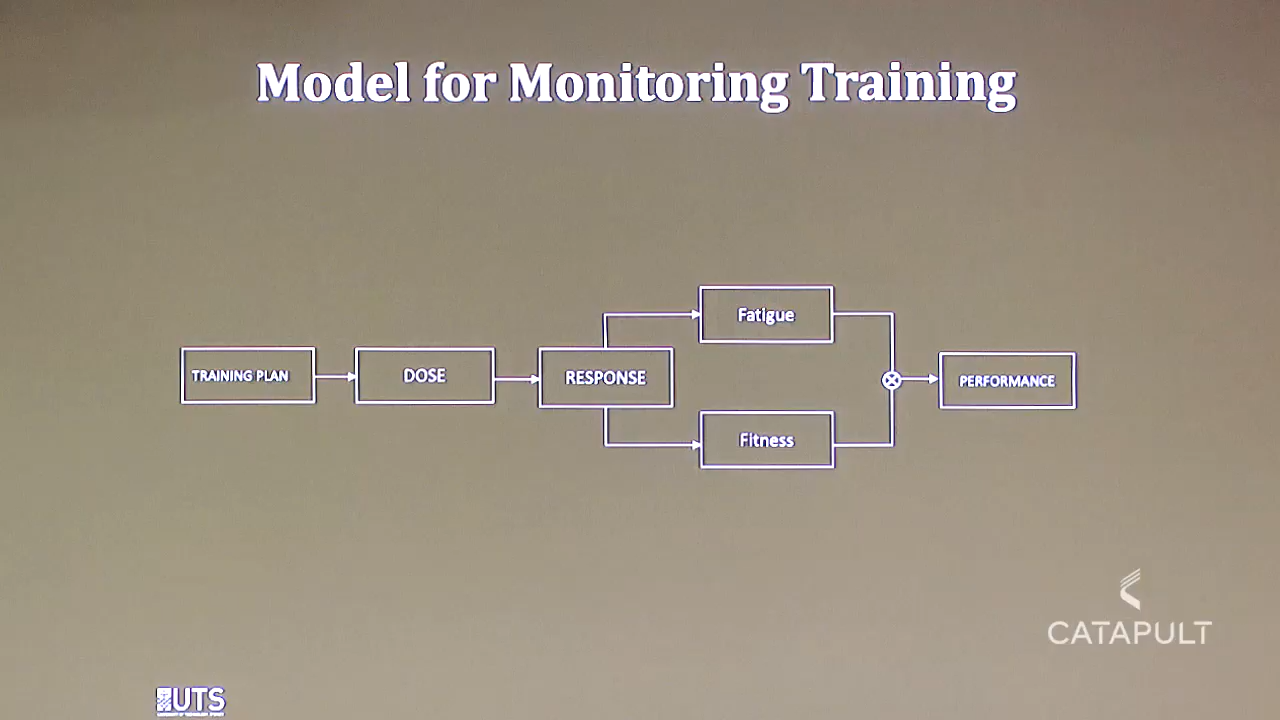 Model for Monitoring Training
Fatigue
TRAINING PLAN
DOSE
RESPONSE
PERFORMANCE
Fitness
CATAPULT
UTS